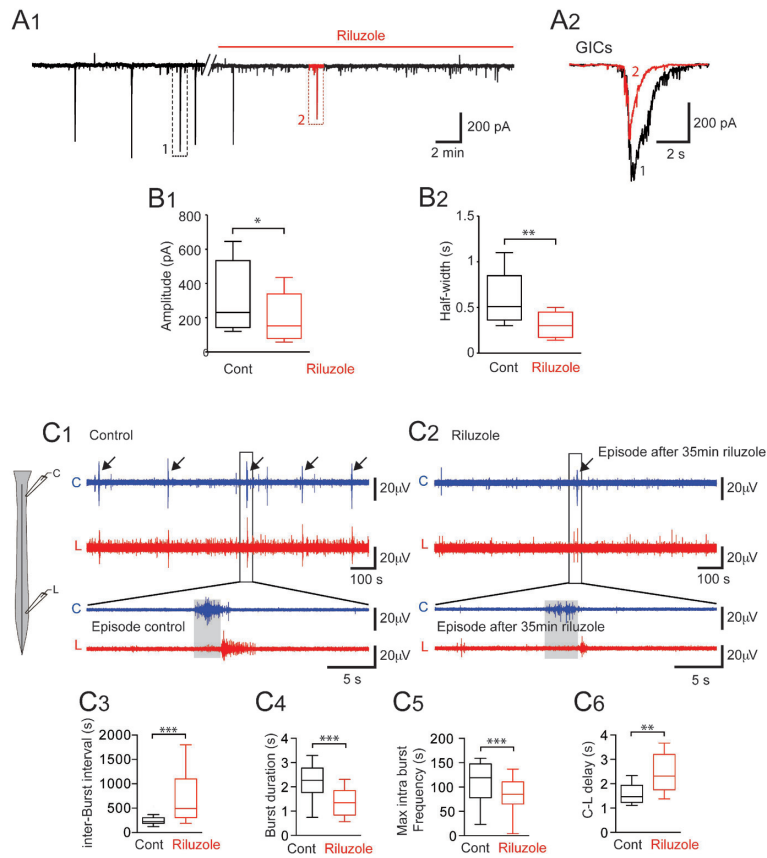 A1
Riluzole
1
2
200 pA
2 min
A2
GICs
2
1
200 pA
2 s
B1
Amplitude (pA)
800
600
400
200
0
*
Cont
Riluzole
B2
Half-width (s)
1.5
1
0.5
0
**
Cont
Riluzole
C1
Control
C
20µV
L
20µV
100 s
C
Episode control
20µV
L
20µV
5 s
C
L
C2
Riluzole
Episode after 35min riluzole
C
20µV
L
20µV
100 s
C
Episode after 35min riluzole
20µV
L
20µV
5 s
C3
inter-Burst interval (s)
2000
1500
1000
500
0
***
Cont Riluzole
C4
Burst duration (s)
4
3
2
1
0
***
Cont Riluzole
C5
Max intra burst
Frequency (s)
200
150
100
50
0
***
Cont Riluzole
C6
C-L delay (s)
4
3
2
1
0
**
Cont Riluzole